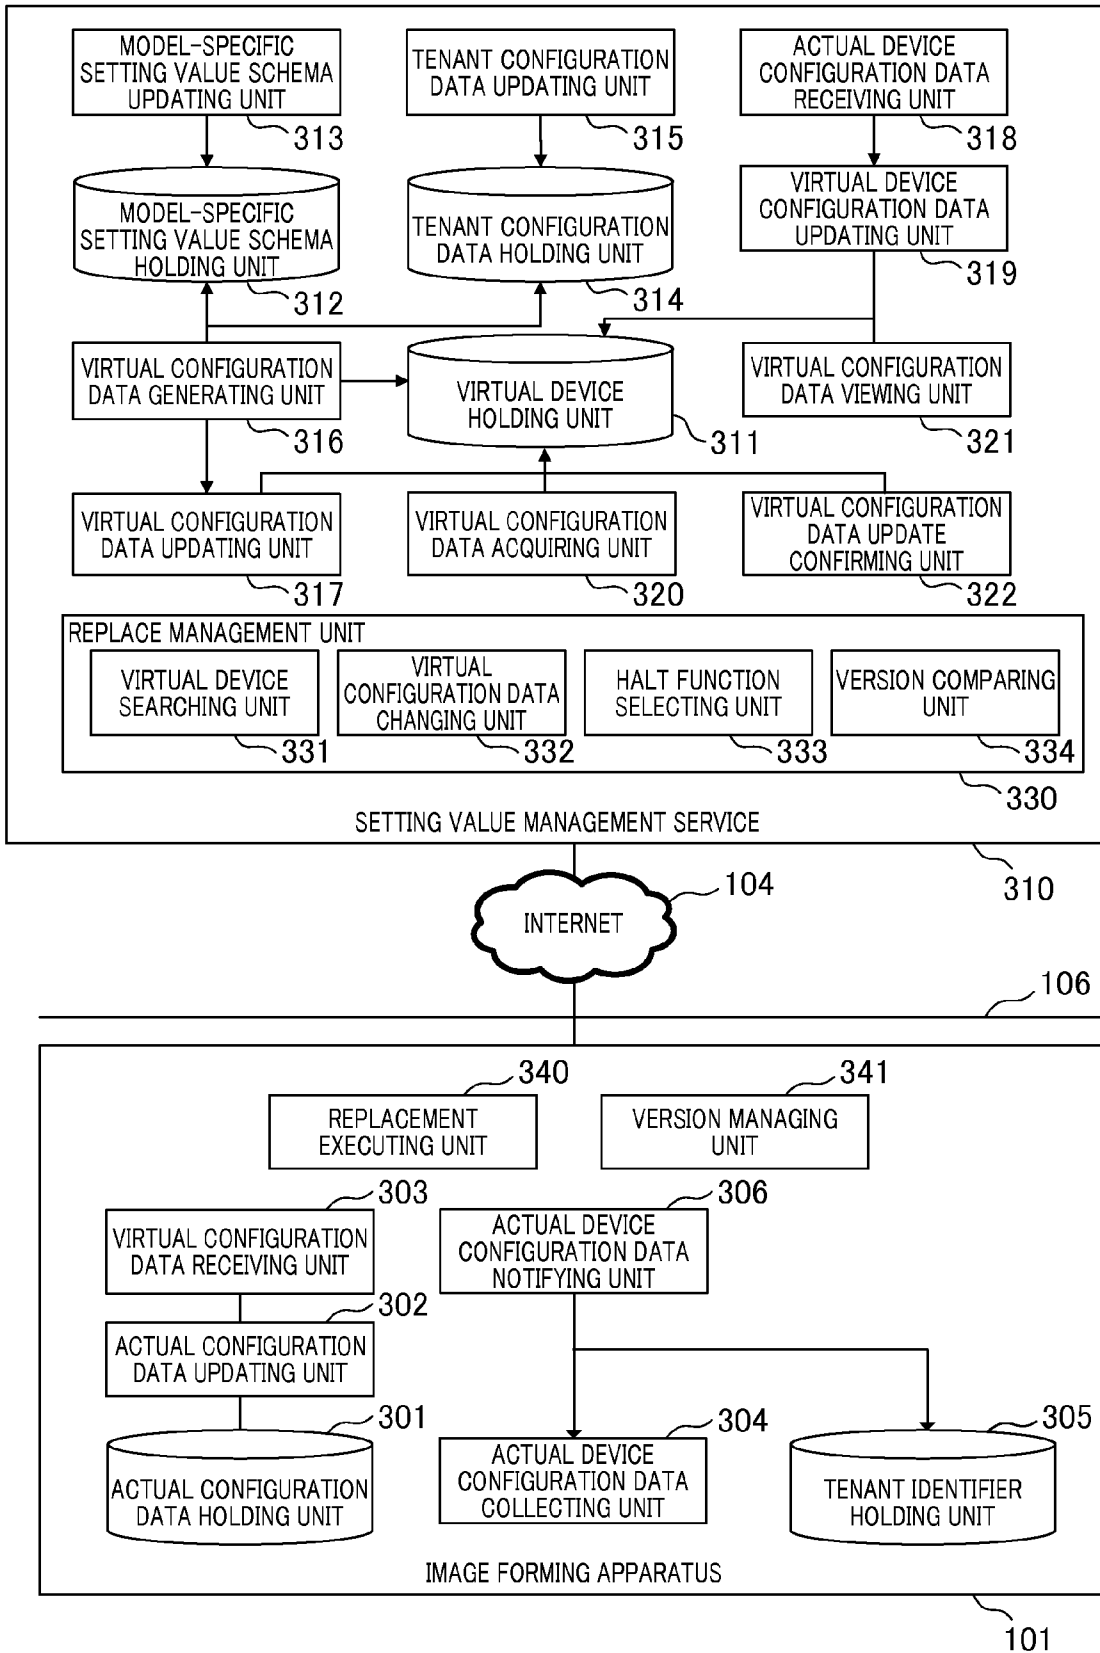 MODEL-SPECIFIC
SETTING VALUE SCHEMA
UPDATING UNIT
313
TENANT CONFIGURATION
DATA UPDATING UNIT
315
ACTUAL DEVICE
CONFIGURATION DATA
RECEIVING UNIT
318
MODEL-SPECIFIC
SETTING VALUE SCHEMA
HOLDING UNIT
312
TENANT CONFIGURATION
DATA HOLDING UNIT
314
VIRTUAL DEVICE
CONFIGURATION DATA
UPDATING UNIT
319
VIRTUAL CONFIGURATION
DATA GENERATING UNIT
316
VIRTUAL DEVICE
HOLDING UNIT
311
VIRTUAL CONFIGURATION
DATA VIEWING UNIT
321
VIRTUAL CONFIGURATION
DATA UPDATING UNIT
317
VIRTUAL CONFIGURATION
DATA ACQUIRING UNIT
320
VIRTUAL CONFIGURATION
DATA UPDATE
CONFIRMING UNIT
322
REPLACE MANAGEMENT UNIT
VIRTUAL DEVICE
SEARCHING UNIT
331
VIRTUAL
CONFIGURATION DATA
CHANGING UNIT
332
HALT FUNCTION
SELECTING UNIT
333
VERSION COMPARING
UNIT
334
330
SETTING VALUE MANAGEMENT SERVICE
310
104
INTERNET
106
340
REPLACEMENT
EXECUTING UNIT
341
VERSION MANAGING
UNIT
303
VIRTUAL CONFIGURATION
DATA RECEIVING UNIT
306
ACTUAL DEVICE
CONFIGURATION DATA
NOTIFYING UNIT
302
ACTUAL CONFIGURATION
DATA UPDATING UNIT
301
ACTUAL CONFIGURATION
DATA HOLDING UNIT
304
ACTUAL DEVICE
CONFIGURATION DATA
COLLECTING UNIT
305
TENANT IDENTIFIER
HOLDING UNIT
IMAGE FORMING APPARATUS
101